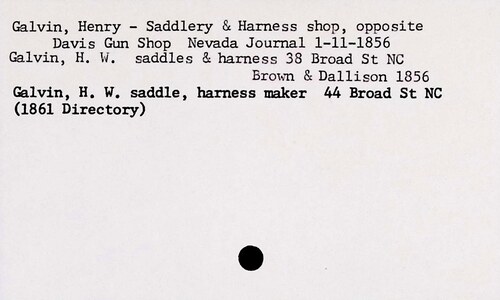 Galvin, Henry - Saddlery & Harness shop, opposite
Davis Gun Shop Nevada Journal 1-11-1856
Galvin, H. W. saddles & harness 38 Broad St NC
Brown & Dallison 1856
Galvin, H. W. saddle, harness maker 44 Broad St NC
(1861 Directory)